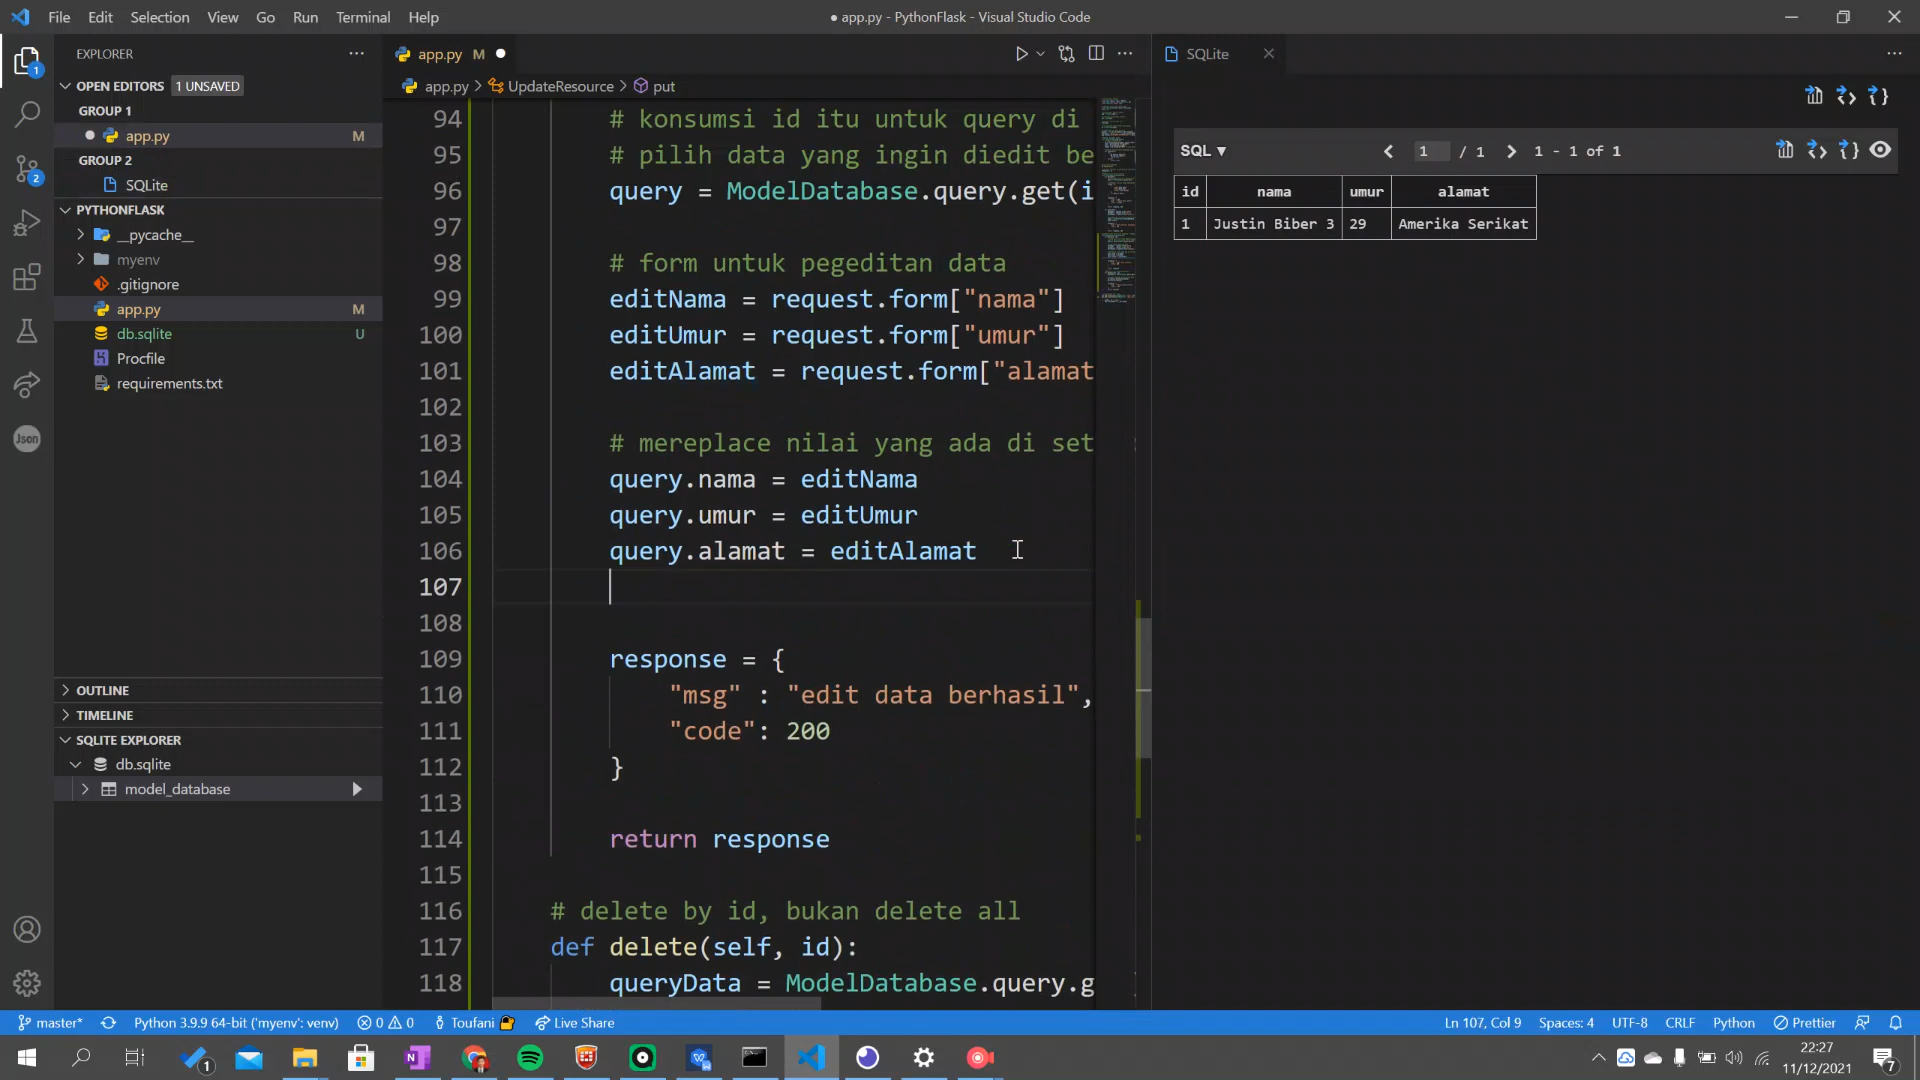 File Edit Selection View Go Run Terminal Help
● app.py - PythonFlask - Visual Studio Code
EXPLORER
OPEN EDITORS 1 UNSAVED
GROUP 1
app.py M
GROUP 2
SQLite
PYTHONFLASK
__pycache__
myenv
.gitignore
app.py M
db.sqlite U
Procfile
requirements.txt
OUTLINE
TIMELINE
SQLITE EXPLORER
db.sqlite
model_database
1
2
Json
app.py M
app.py > UpdateResource > put
94 # konsumsi id itu untuk query di
95 # pilih data yang ingin diedit be
96 query = ModelDatabase.query.get(i
97
98 # form untuk pegeditan data
99 editNama = request.form["nama"]
100 editUmur = request.form["umur"]
101 editAlamat = request.form["alamat
102
103 # mereplace nilai yang ada di set
104 query.nama = editNama
105 query.umur = editUmur
106 query.alamat = editAlamat
107
108
109 response = {
110 "msg" : "edit data berhasil",
111 "code": 200
112 }
113
114 return response
115
116 # delete by id, bukan delete all
117 def delete(self, id):
118 queryData = ModelDatabase.query.g
SQLite
SQL ▼ 1 / 1 1 - 1 of 1
id nama umur alamat
1 Justin Biber 3 29 Amerika Serikat
master* Python 3.9.9 64-bit ('myenv': venv) 0 0 Toufani Live Share Ln 107, Col 9 Spaces: 4 UTF-8 CRLF Python Prettier
1
22:27
11/12/2021
7